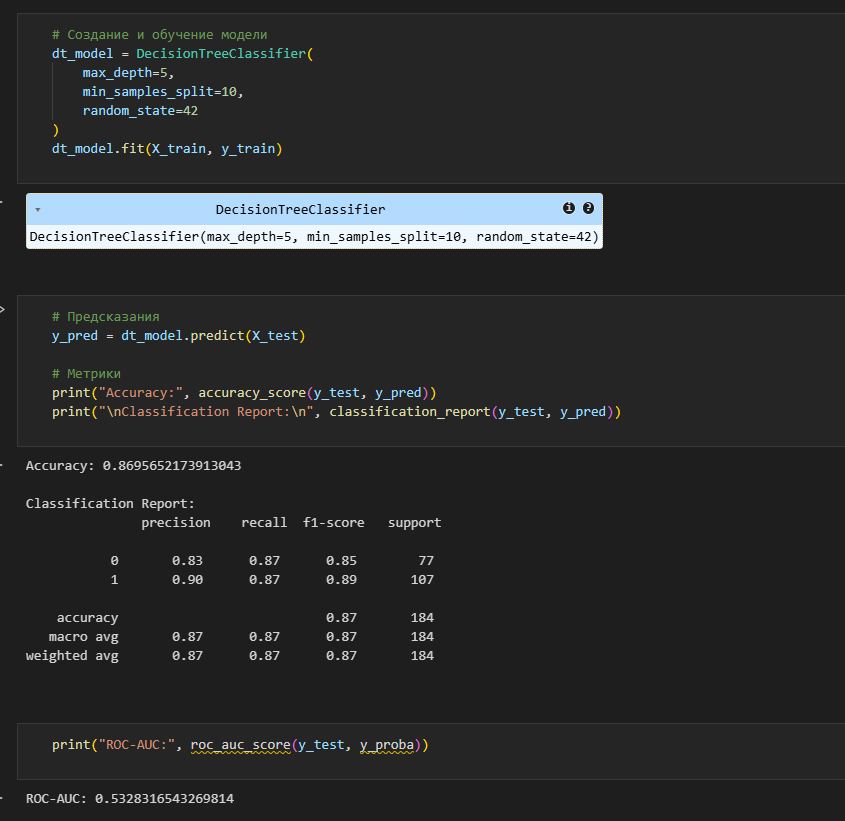 # Создание и обучение модели
dt_model = DecisionTreeClassifier(
    max_depth=5,
    min_samples_split=10,
    random_state=42
)
dt_model.fit(X_train, y_train)
DecisionTreeClassifier
DecisionTreeClassifier(max_depth=5, min_samples_split=10, random_state=42)
# Предсказания
y_pred = dt_model.predict(X_test)
# Метрики
print("Accuracy:", accuracy_score(y_test, y_pred))
print("\nClassification Report:\n", classification_report(y_test, y_pred))
Accuracy: 0.8695652173913043
Classification Report:
precision recall f1-score support
0 0.83 0.87 0.85 77
1 0.90 0.87 0.89 107
accuracy 0.87 184
macro avg 0.87 0.87 0.87 184
weighted avg 0.87 0.87 0.87 184
print("ROC-AUC:", roc_auc_score(y_test, y_proba))
ROC-AUC: 0.5328316543269814